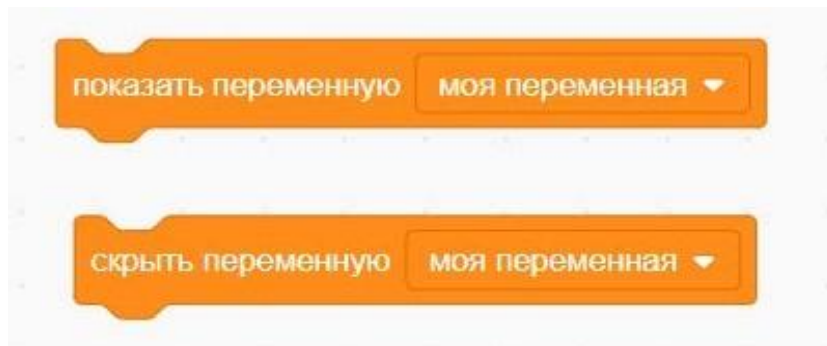 показать переменную моя переменная
скрыть переменную моя переменная